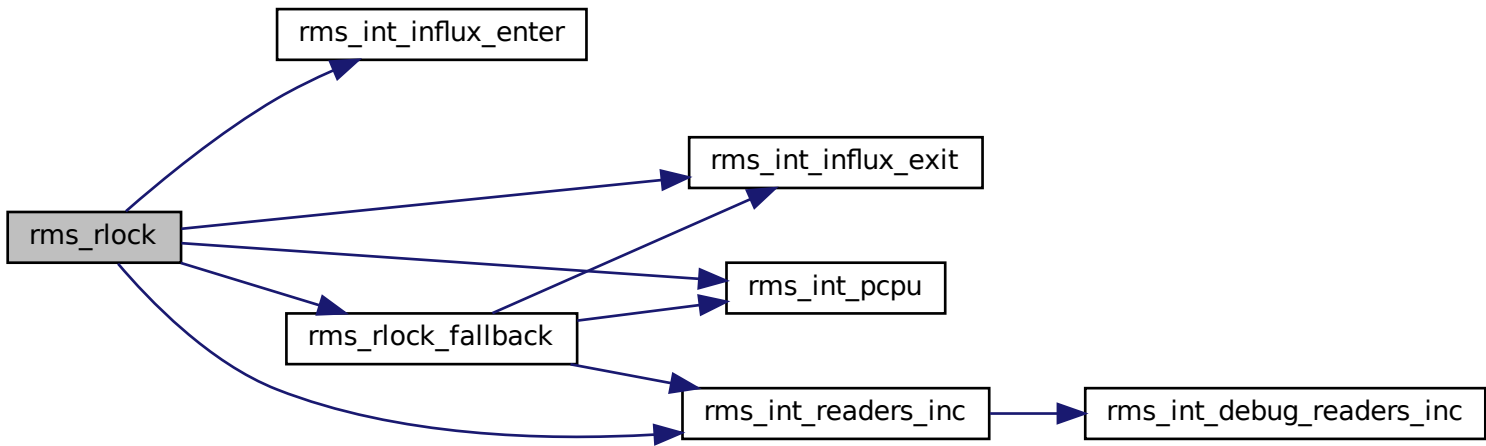 rms_int_influx_enter
rms_int_influx_exit
rms_rlock
rms_int_pcpu
rms_rlock_fallback
rms_int_readers_inc
rms_int_debug_readers_inc